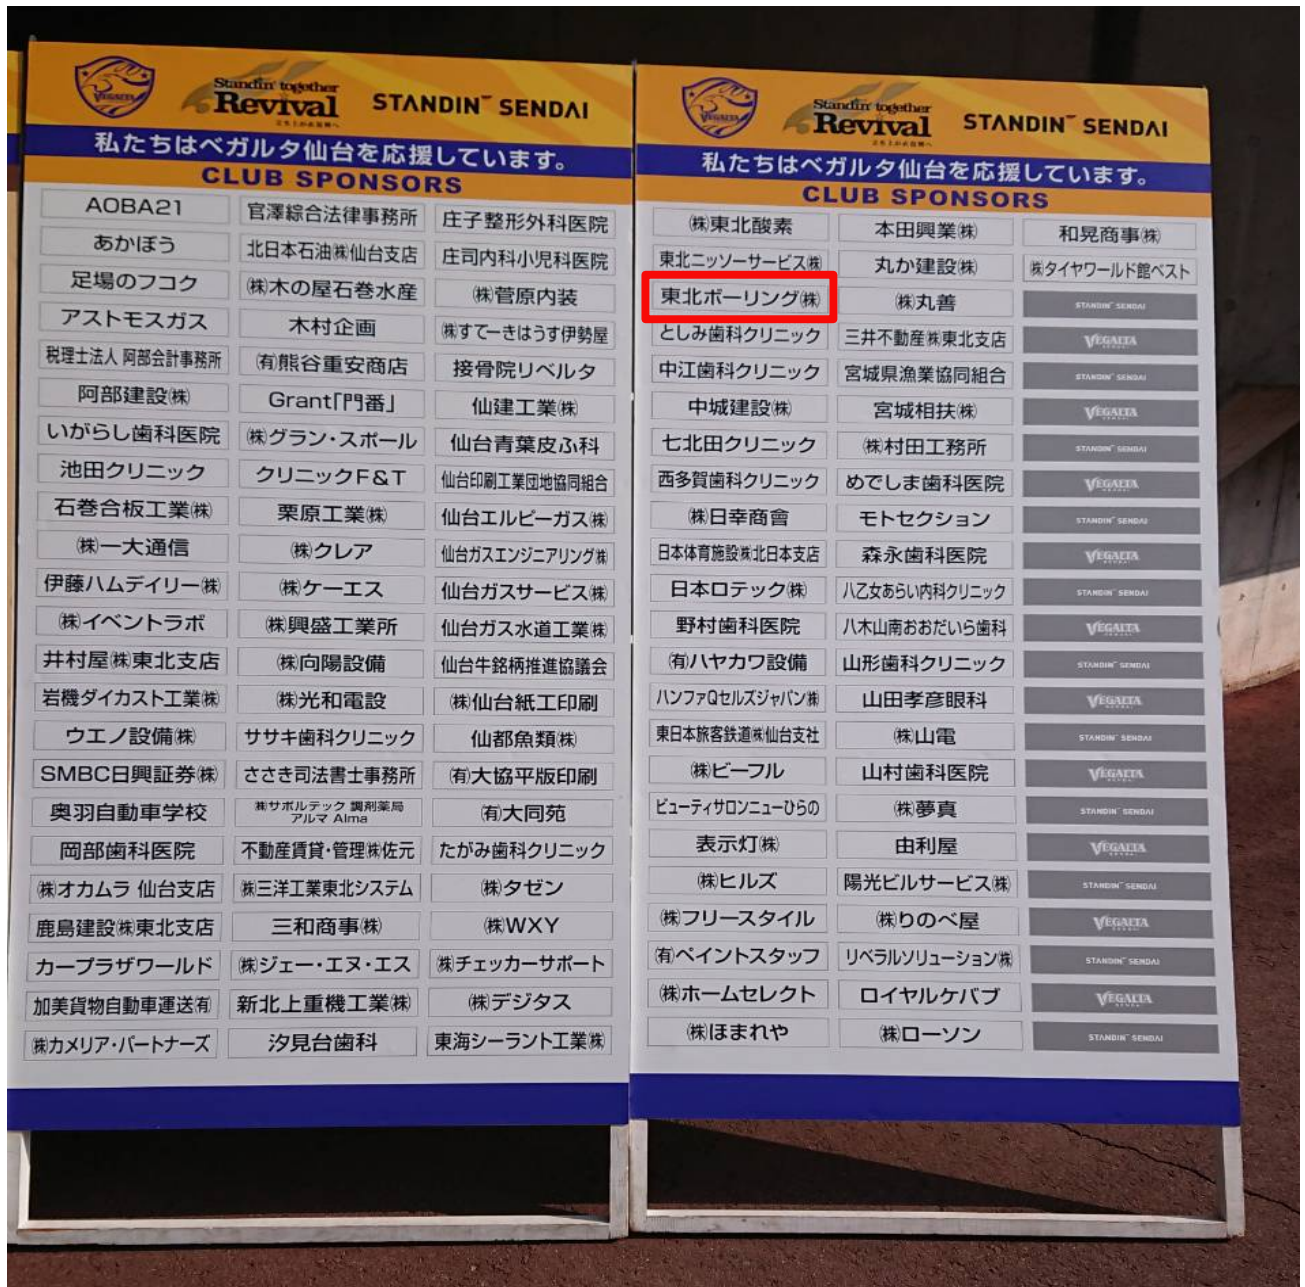 VEGALTA
Standin' together
Revival
STANDIN' SENDAI
私たちはベガルタ仙台を応援しています。
CLUB SPONSORS
AOBA21
あかぼう
足場のフコク
アストモスガス
税理士法人 阿部会計事務所
阿部建設㈱
いがらし歯科医院
池田クリニック
石巻合板工業㈱
㈱一大通信
伊藤ハムデイリー㈱
㈱イベントラボ
井村屋㈱東北支店
岩機ダイカスト工業㈱
ウエノ設備㈱
SMBC日興証券㈱
奥羽自動車学校
岡部歯科医院
㈱オカムラ 仙台支店
鹿島建設㈱東北支店
カープラザワールド
加美貨物自動車運送㈲
㈱カメリア・パートナーズ
官澤綜合法律事務所
北日本石油㈱仙台支店
㈱木の屋石巻水産
木村企画
㈲熊谷重安商店
Grant「門番」
㈱グラン・スポール
クリニックF&T
栗原工業㈱
㈱クレア
㈱ケーエス
㈱興盛工業所
㈱向陽設備
㈱光和電設
ササキ歯科クリニック
ささき司法書士事務所
㈱サボルテック 調剤薬局
アルマ Alma
不動産賃貸・管理㈱佐元
㈱三洋工業東北システム
三和商事㈱
㈱ジェー・エヌ・エス
新北上重機工業㈱
汐見台歯科
庄子整形外科医院
庄司内科小児科医院
㈱菅原内装
㈱すてーきはうす伊勢屋
接骨院リベルタ
仙建工業㈱
仙台青葉皮ふ科
仙台印刷工業団地協同組合
仙台エルピーガス㈱
仙台ガスエンジニアリング㈱
仙台ガスサービス㈱
仙台ガス水道工業㈱
仙台牛銘柄推進協議会
㈱仙台紙工印刷
仙都魚類㈱
㈲大協平版印刷
㈲大同苑
たがみ歯科クリニック
㈱タゼン
㈱WXY
㈱チェッカーサポート
㈱デジタス
東海シーラント工業㈱
VEGALTA
Standin' together
Revival
STANDIN' SENDAI
私たちはベガルタ仙台を応援しています。
CLUB SPONSORS
㈱東北酸素
東北ニッソーサービス㈱
東北ボーリング㈱
としみ歯科クリニック
中江歯科クリニック
中城建設㈱
七北田クリニック
西多賀歯科クリニック
㈱日幸商會
日本体育施設㈱北日本支店
日本ロテック㈱
野村歯科医院
㈲ハヤカワ設備
ハンファQセルズジャパン㈱
東日本旅客鉄道㈱仙台支社
㈱ビーフル
ビューティサロンニューひらの
表示灯㈱
㈱ヒルズ
㈱フリースタイル
㈲ペイントスタッフ
㈱ホームセレクト
㈱ほまれや
本田興業㈱
丸か建設㈱
㈱丸善
三井不動産㈱東北支店
宮城県漁業協同組合
宮城相扶㈱
㈱村田工務所
めでしま歯科医院
モトセクション
森永歯科医院
八乙女あらい内科クリニック
八木山南おおだいら歯科
山形歯科クリニック
山田孝彦眼科
㈱山電
山村歯科医院
㈱夢真
由利屋
陽光ビルサービス㈱
㈱りのべ屋
リベラルソリューション㈱
ロイヤルケバブ
㈱ローソン
和晃商事㈱
㈱タイヤワールド館ベスト
STANDIN' SENDAI
VEGALTA
STANDIN' SENDAI
VEGALTA
STANDIN' SENDAI
VEGALTA
STANDIN' SENDAI
VEGALTA
STANDIN' SENDAI
VEGALTA
STANDIN' SENDAI
VEGALTA
STANDIN' SENDAI
VEGALTA
STANDIN' SENDAI
VEGALTA
STANDIN' SENDAI
VEGALTA
STANDIN' SENDAI
VEGALTA
STANDIN' SENDAI